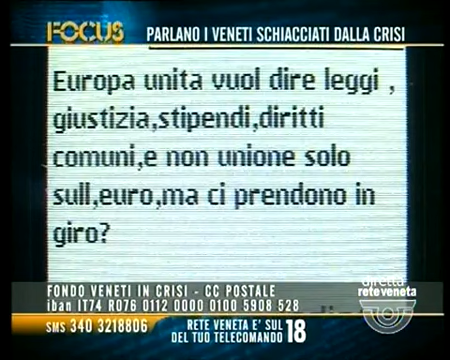 FOCUS
PARLANO I VENETI SCHIACCIATI DALLA CRISI
Europa unita vuol dire leggi ,
giustizia,stipendi,diritti
comuni,e non unione solo
sull,euro,ma ci prendono in
giro?
FONDO VENETI IN CRISI - CC POSTALE
iban IT74 R076 0112 0000 0100 5908 528
diretta
reteveneta
SMS 340 3218806
RETE VENETA E' SUL
DEL TUO TELECOMANDO 18